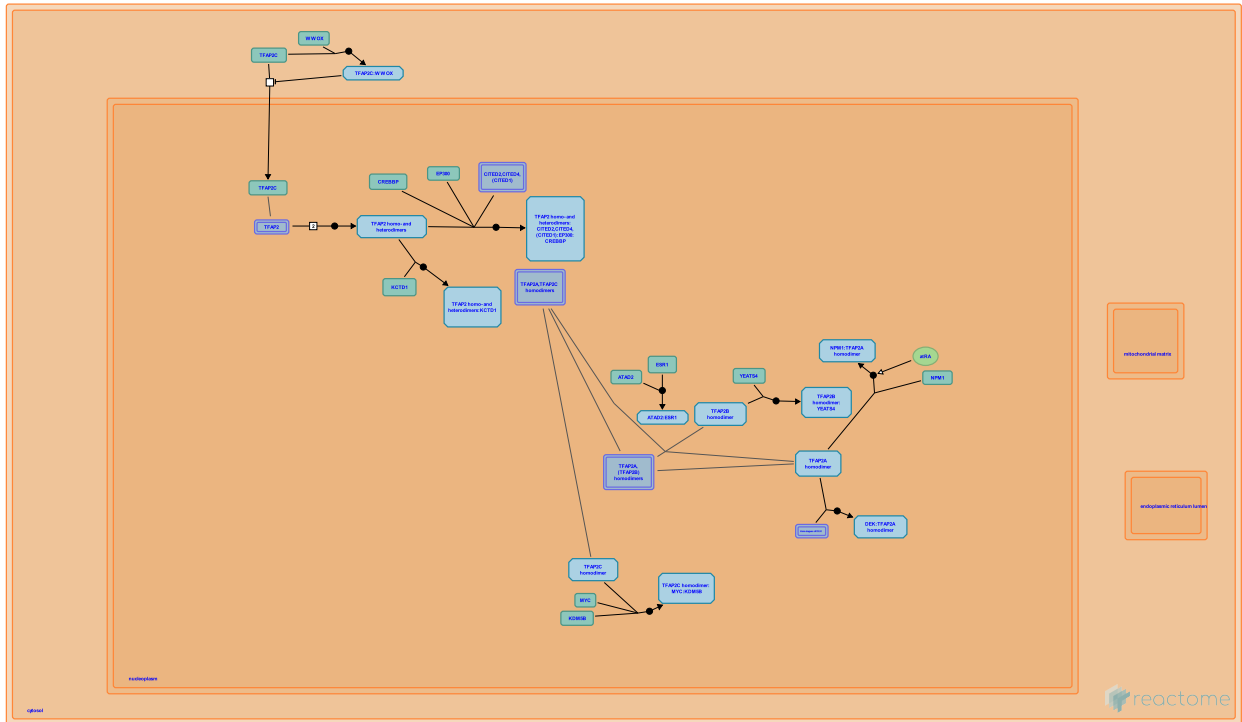 WWOX
TFAP2C
TFAP2C:WWOX
TFAP2C
TFAP2
2
CREBBP
EP300
CITED2,CITED4,
(CITED1)
TFAP2 homo- and
heterodimers
TFAP2 homo- and
heterodimers:
CITED2,CITED4,
(CITED1):EP300:
CREBBP
KCTD1
TFAP2 homo- and
heterodimers:KCTD1
TFAP2A,TFAP2C
homodimers
mitochondrial matrix
NPM1:TFAP2A
homodimer
atRA
NPM1
ESR1
ATAD2
ATAD2:ESR1
YEATS4
TFAP2B
homodimer
TFAP2B
homodimer:
YEATS4
TFAP2A,
(TFAP2B)
homodimers
TFAP2A
homodimer
DEK:TFAP2A
homodimer
endoplasmic reticulum lumen
TFAP2C
homodimer
MYC
KDM5B
TFAP2C homodimer:
MYC:KDM5B
nucleoplasm
cytosol
reactome